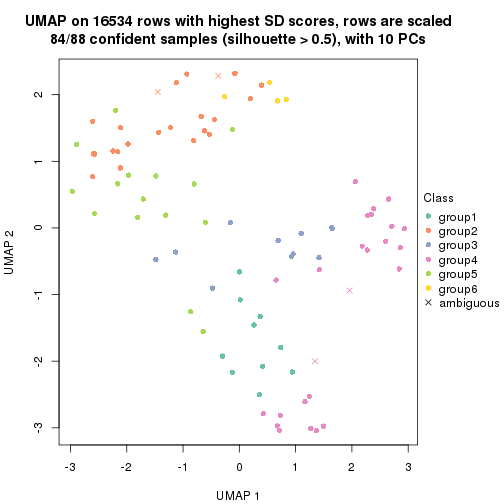 UMAP on 16534 rows with highest SD scores, rows are scaled
84/88 confident samples (silhouette > 0.5), with 10 PCs
2
1
0
-1
-2
-3
UMAP 2
-3
-2
-1
0
1
2
3
UMAP 1
Class
group1
group2
group3
group4
group5
group6
ambiguous